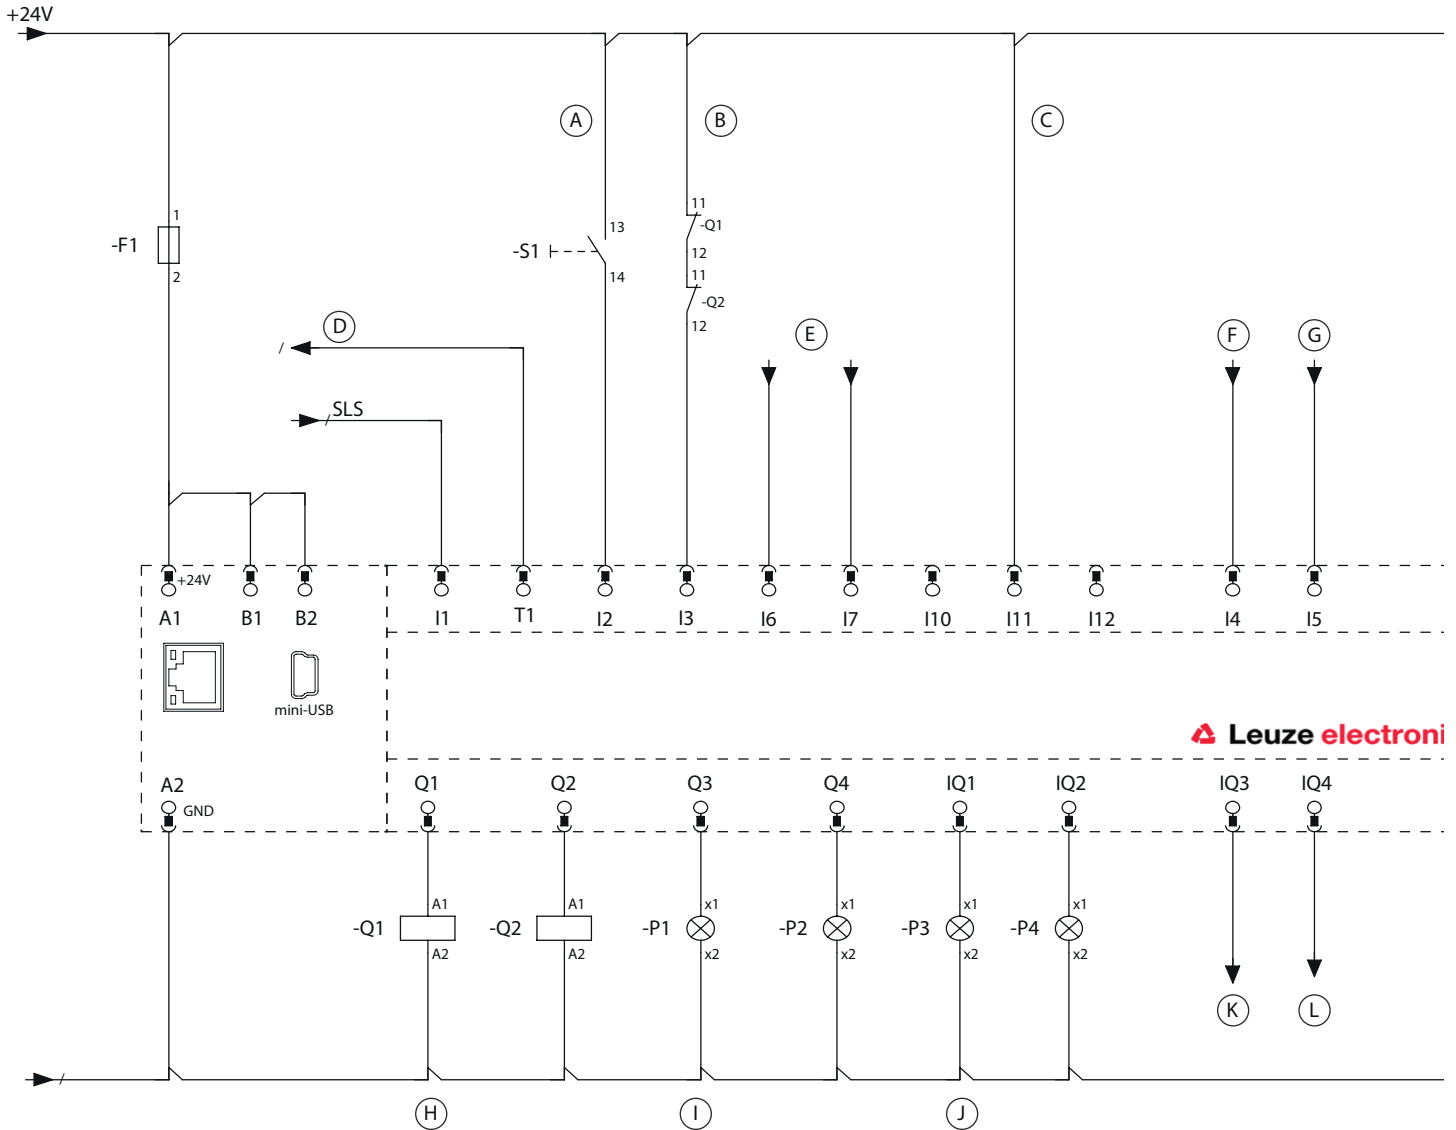 +24V
A
B
C
1
-F1
2
13
-S1
14
11
-Q1
12
11
-Q2
12
D
E
F
G
SLS
+24V
A1
B1
B2
I1
T1
I2
I3
I6
I7
I10
I11
I12
I4
I5
mini-USB
Leuze electroni
A2
GND
Q1
Q2
Q3
Q4
IQ1
IQ2
IQ3
IQ4
A1
-Q1
A2
A1
-Q2
A2
x1
-P1
x2
x1
-P2
x2
x1
-P3
x2
x1
-P4
x2
K
L
H
I
J